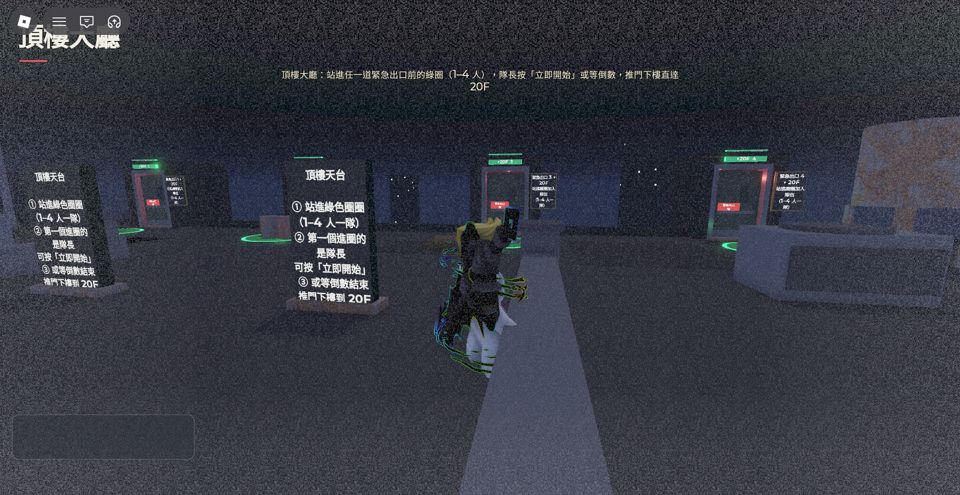 頂樓大廳
頂樓大廳：站進任一道緊急出口前的綠圈（1–4 人），隊長按「立即開始」或等倒數，推門下樓直達
20F
頂樓天台
① 站進綠色圈圈
（1–4 人一隊）
② 第一個進圈的
是隊長
可按「立即開始」
③ 或等倒數結束
推門下樓到 20F
頂樓天台
① 站進綠色圈圈
（1–4 人一隊）
② 第一個進圈的
是隊長
可按「立即開始」
③ 或等倒數結束
推門下樓到 20F
緊急出口 4